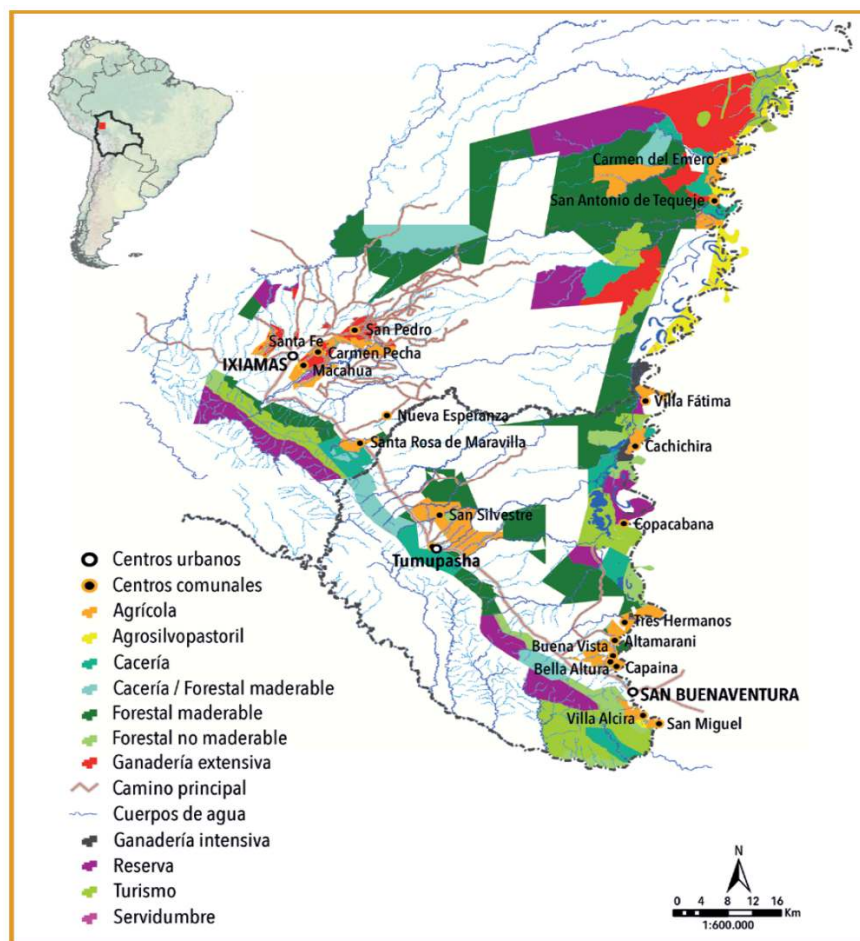 Carmen del Emero
San Antonio de Tequeje
San Pedro
Santa Fe
Carmen Pecha
IXIAMAS
Macahua
Villa Fátima
Nueva Esperanza
Santa Rosa de Maravilla
Cachichira
San Silvestre
Copacabana
Tumupasha
Tres Hermanos
Altamarani
Buena Vista
Bella Altura
Capaina
SAN BUENAVENTURA
Villa Alcira
San Miguel
Centros urbanos
Centros comunales
Agrícola
Agrosilvopastoril
Cacería
Cacería / Forestal maderable
Forestal maderable
Forestal no maderable
Ganadería extensiva
Camino principal
Cuerpos de agua
Ganadería intensiva
Reserva
Turismo
Servidumbre
N
0 4 8 12 16
Km
1:600.000